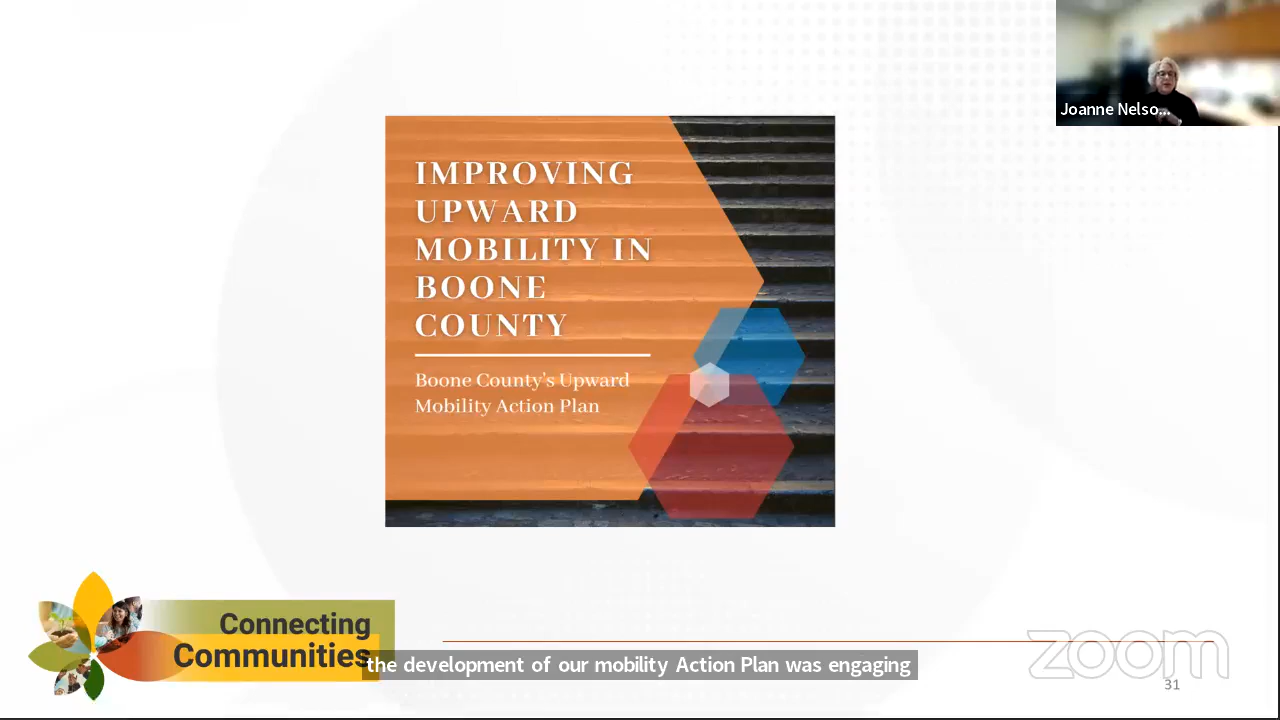 Joanne Nelso...
IMPROVING
UPWARD
MOBILITY IN
BOONE
COUNTY
Boone County's Upward
Mobility Action Plan
Connecting
Communities
the development of our mobility Action Plan was engaging
zoom
31